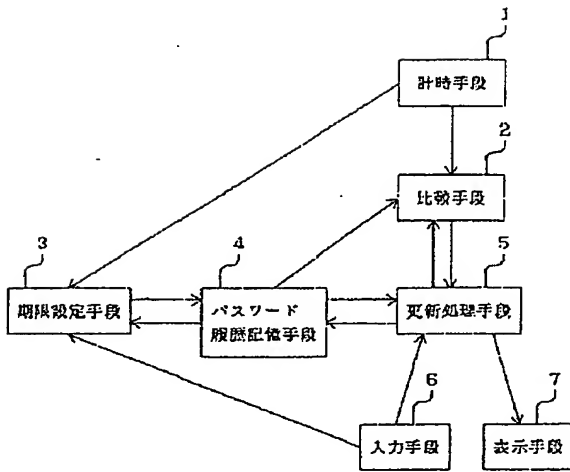 1
計時手段
2
比較手段
3
期限設定手段
4
パスワード
履歴記憶手段
5
更新処理手段
6
入力手段
7
表示手段